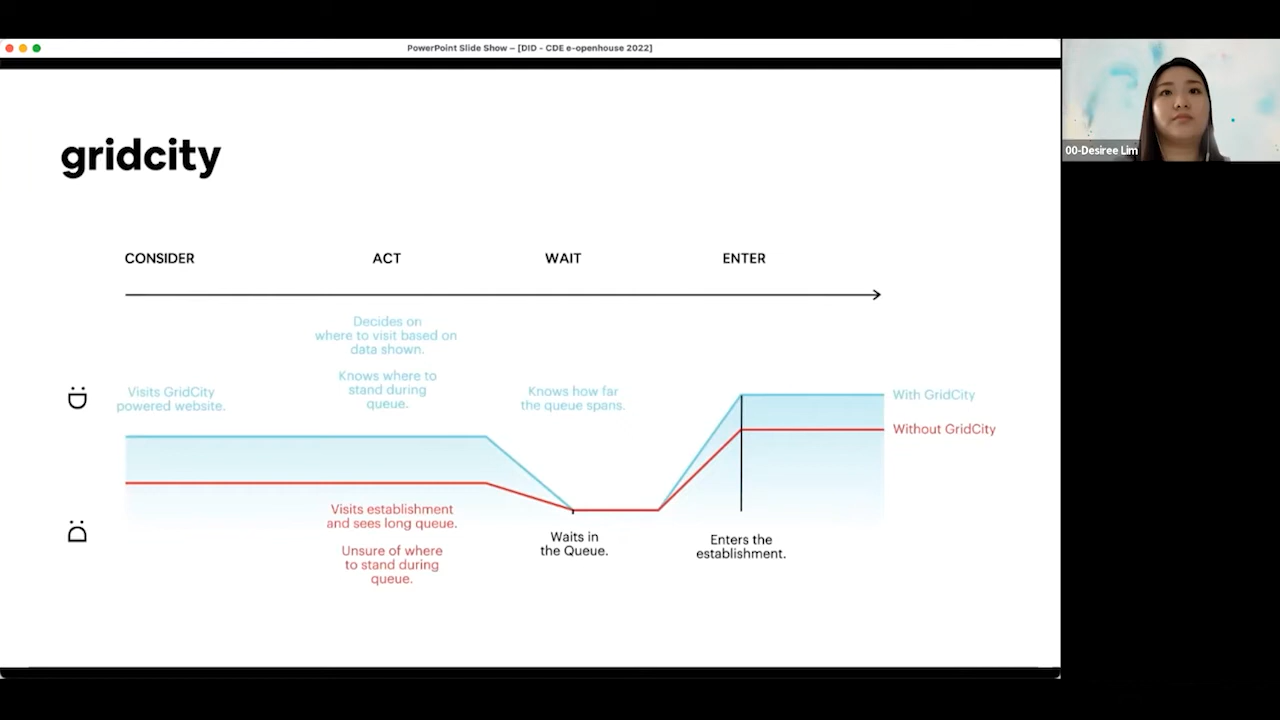 PowerPoint Slide Show – [DID - CDE e-openhouse 2022]
00-Desiree Lim
gridcity
CONSIDER
ACT
WAIT
ENTER
Decides on
where to visit based on
data shown.
Knows where to
stand during
queue.
Visits GridCity
powered website.
Knows how far
the queue spans.
With GridCity
Without GridCity
Visits establishment
and sees long queue.
Unsure of where
to stand during
queue.
Waits in
the Queue.
Enters the
establishment.